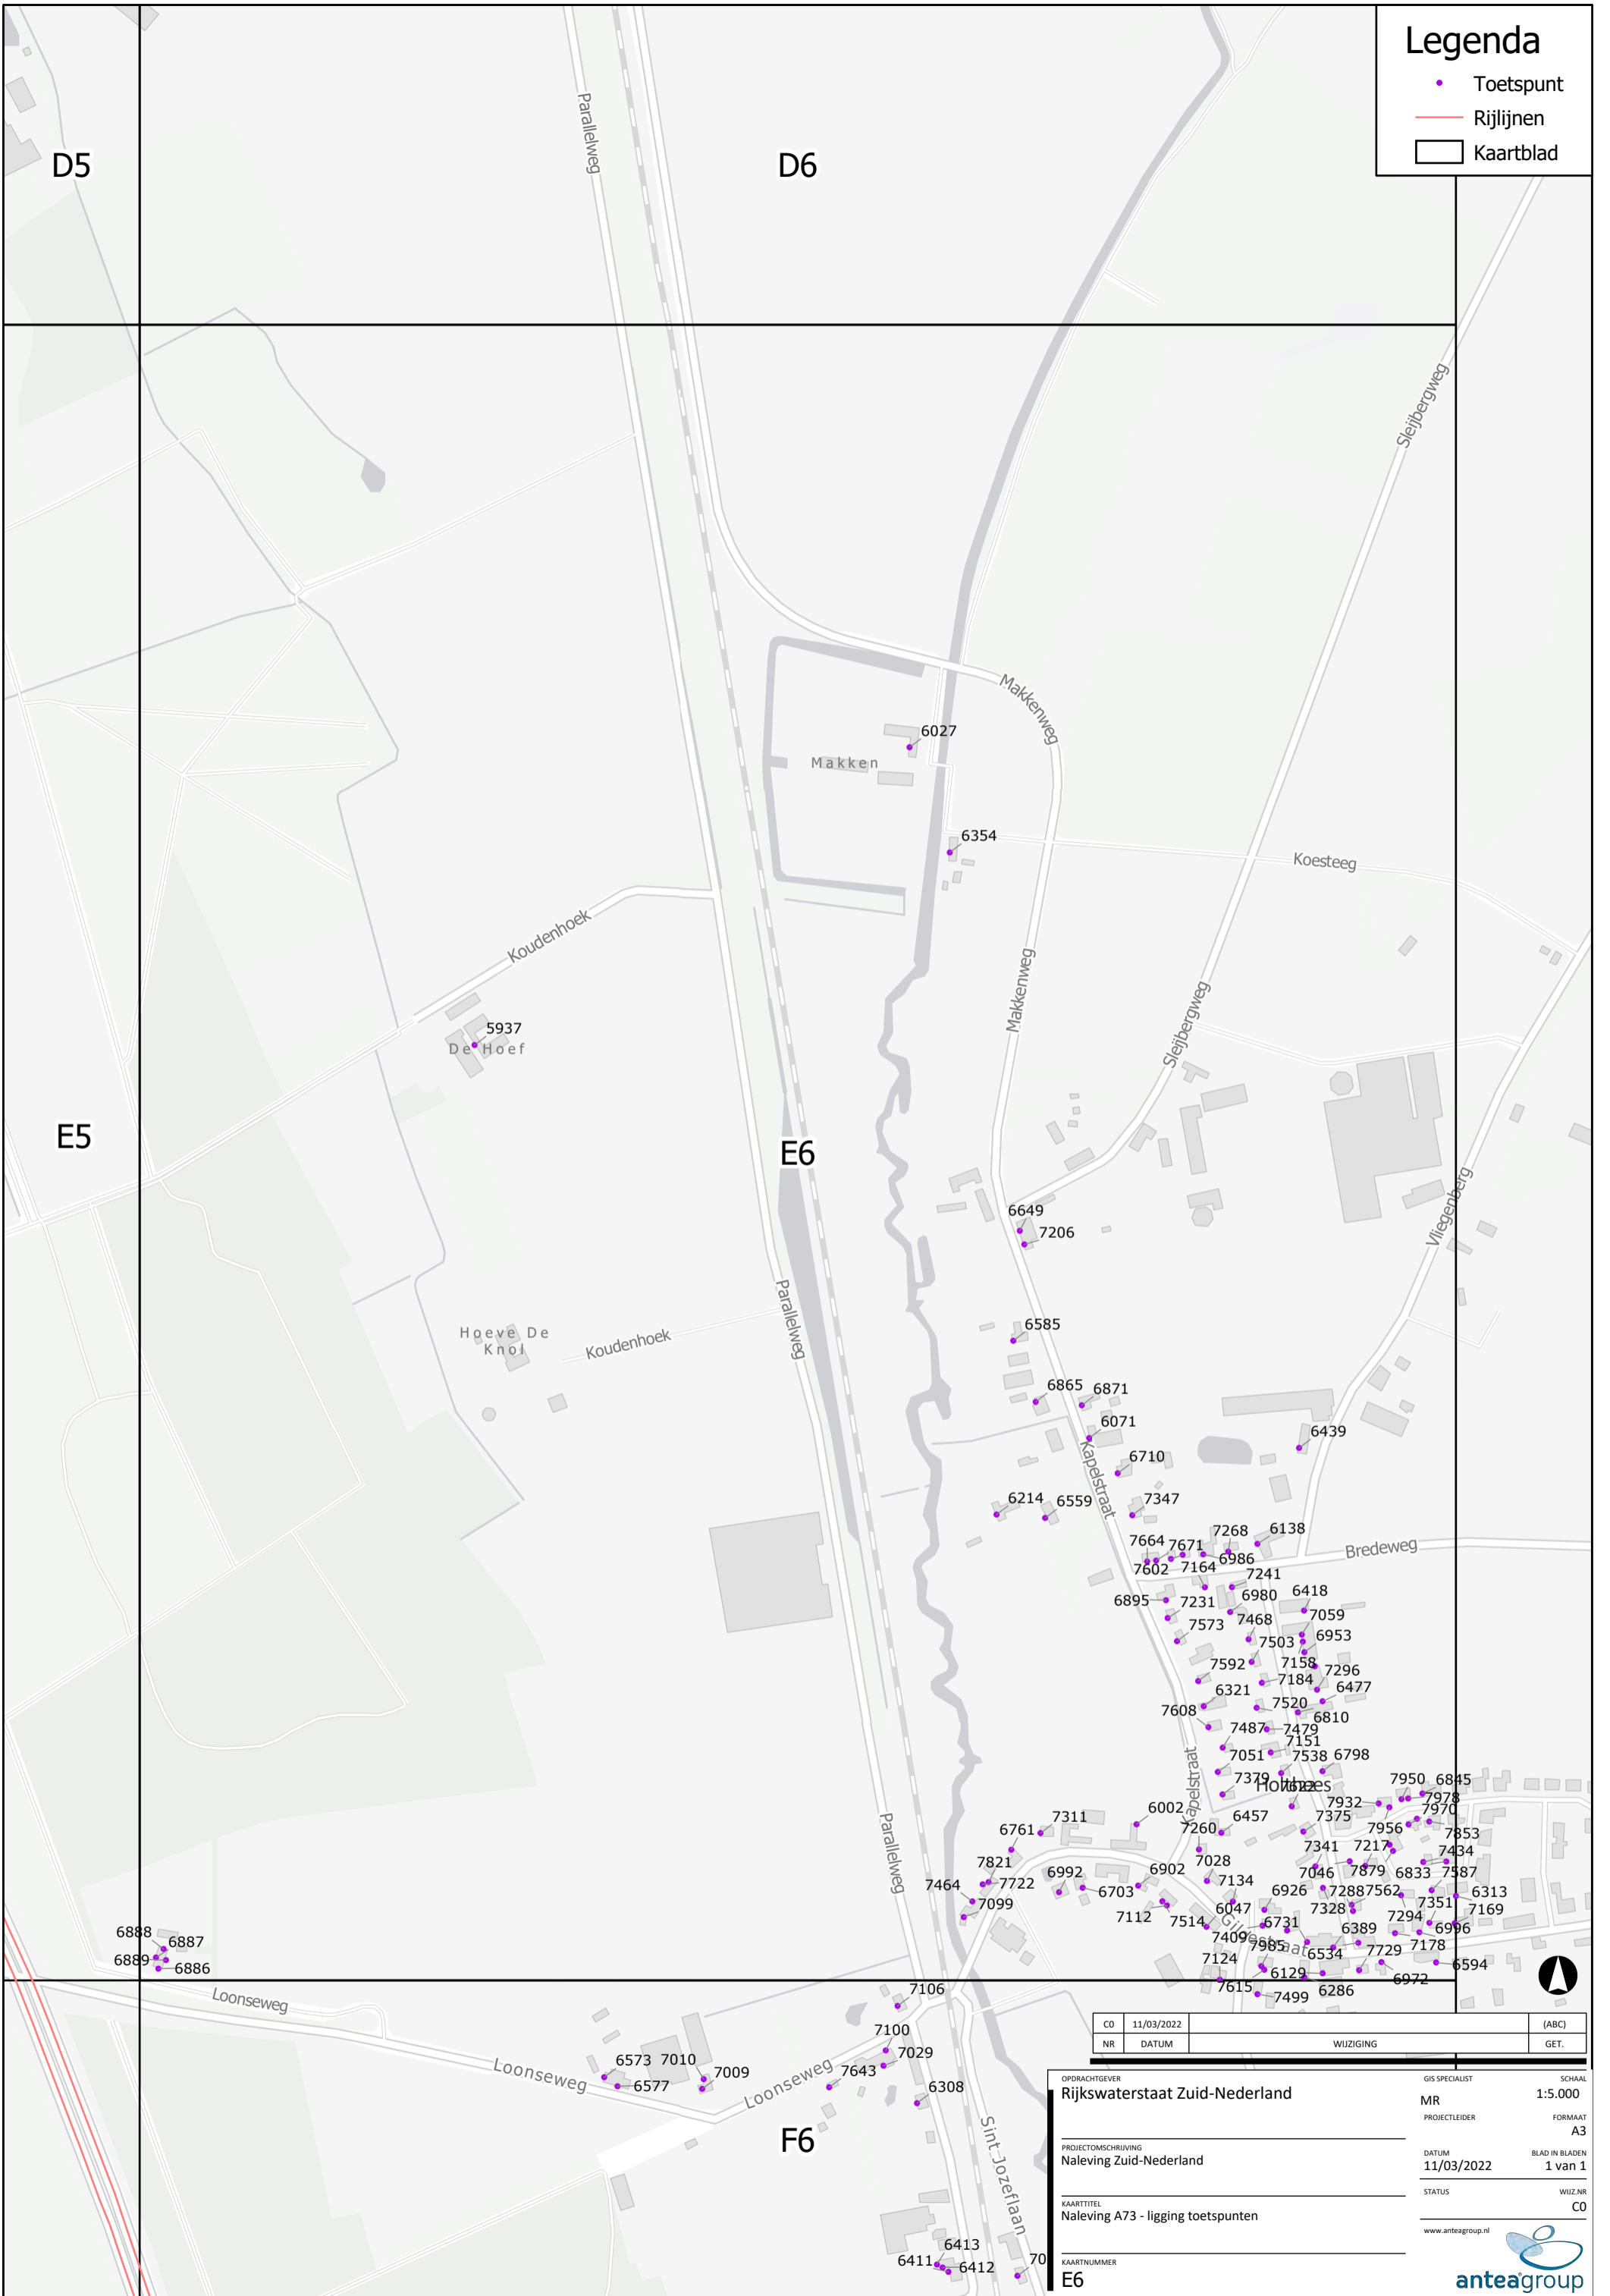 Legenda
Toetspunt
Rijlijnen
Kaartblad
D5
D6
Parallelweg
Sleijbergweg
Makkenweg
6027
Makken
6354
Koesteeg
Koudenhoek
Makkenweg
Sleijbergweg
5937
De Hoef
E5
E6
Vliegenberg
6649
7206
Parallelweg
Hoeve De
Knol
Koudenhoek
6585
6865
6871
6071
6439
Kapelstraat
6710
6214
6559
7347
7268
6138
7664
7671
6986
Bredeweg
7602
7164
7241
6895
7231
6980
6418
7059
7573
7468
7503
6953
7158
7592
7184
7296
6321
6477
7608
7520
6810
7487
7479
7151
7051
7538
6798
Kapelstraat
7379
Holthees
7622
7950
6845
7932
7978
7970
7311
6002
6457
7375
7956
7853
Parallelweg
6761
7260
7341
7217
7434
7821
7028
7046
7879
6833
7587
7464
7722
6992
6902
7134
6703
6926
7288
7562
6313
7099
7112
7514
6047
7328
7351
7169
7294
6731
6996
Gildestraat
7409
6389
7178
6888
6887
6889
6886
7985
6534
7729
7124
6129
6594
6972
7615
6286
7499
Loonseweg
7106
7100
7029
6573
7010
7009
6577
7643
Loonseweg
Loonseweg
6308
F6
Sint Jozeflaan
6413
6411
6412
70
C0 11/03/2022 (ABC)
NR DATUM WIJZIGING GET.
OPDRACHTGEVER
Rijkswaterstaat Zuid-Nederland
GIS SPECIALIST
MR
SCHAAL
1:5.000
PROJECTLEIDER
FORMAAT
A3
PROJECTOMSCHRIJVING
Naleving Zuid-Nederland
DATUM
11/03/2022
BLAD IN BLADEN
1 van 1
STATUS
WIJZ.NR
C0
KAARTTITEL
Naleving A73 - ligging toetspunten
www.anteagroup.nl
KAARTNUMMER
E6
anteagroup